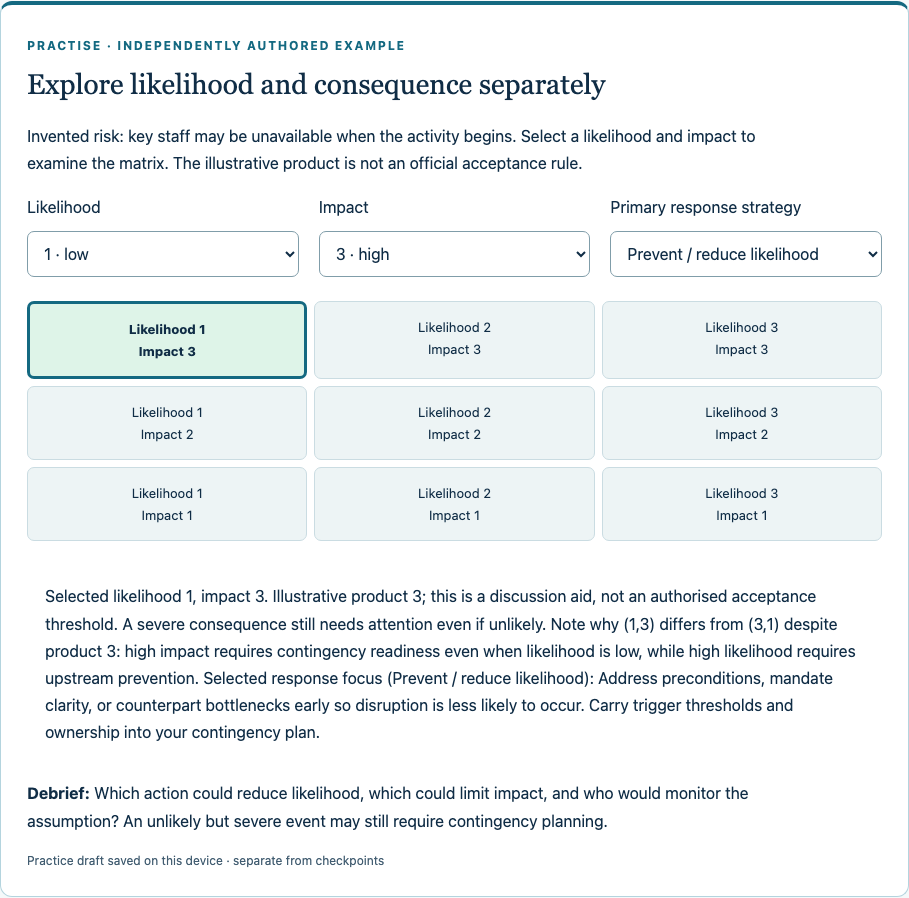 PRACTISE · INDEPENDENTLY AUTHORED EXAMPLE
Explore likelihood and consequence separately
Invented risk: key staff may be unavailable when the activity begins. Select a likelihood and impact to
examine the matrix. The illustrative product is not an official acceptance rule.
Likelihood
Impact
Primary response strategy
1 · low
3 · high
Prevent / reduce likelihood
Likelihood 1
Impact 3
Likelihood 2
Impact 3
Likelihood 3
Impact 3
Likelihood 1
Impact 2
Likelihood 2
Impact 2
Likelihood 3
Impact 2
Likelihood 1
Impact 1
Likelihood 2
Impact 1
Likelihood 3
Impact 1
Selected likelihood 1, impact 3. Illustrative product 3; this is a discussion aid, not an authorised acceptance
threshold. A severe consequence still needs attention even if unlikely. Note why (1,3) differs from (3,1) despite
product 3: high impact requires contingency readiness even when likelihood is low, while high likelihood requires
upstream prevention. Selected response focus (Prevent / reduce likelihood): Address preconditions, mandate
clarity, or counterpart bottlenecks early so disruption is less likely to occur. Carry trigger thresholds and
ownership into your contingency plan.
Debrief: Which action could reduce likelihood, which could limit impact, and who would monitor the
assumption? An unlikely but severe event may still require contingency planning.
Practice draft saved on this device · separate from checkpoints